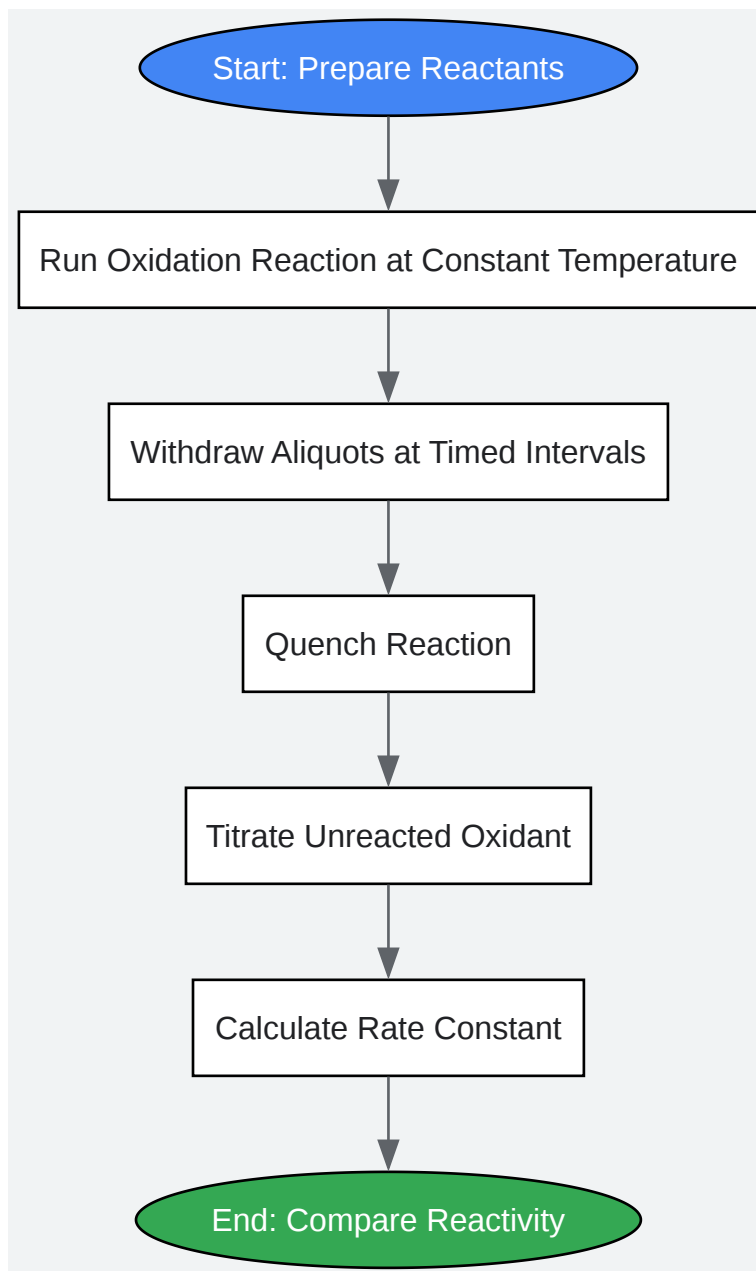 Start: Prepare Reactants
Run Oxidation Reaction at Constant Temperature
Withdraw Aliquots at Timed Intervals
Quench Reaction
Titrate Unreacted Oxidant
Calculate Rate Constant
End: Compare Reactivity